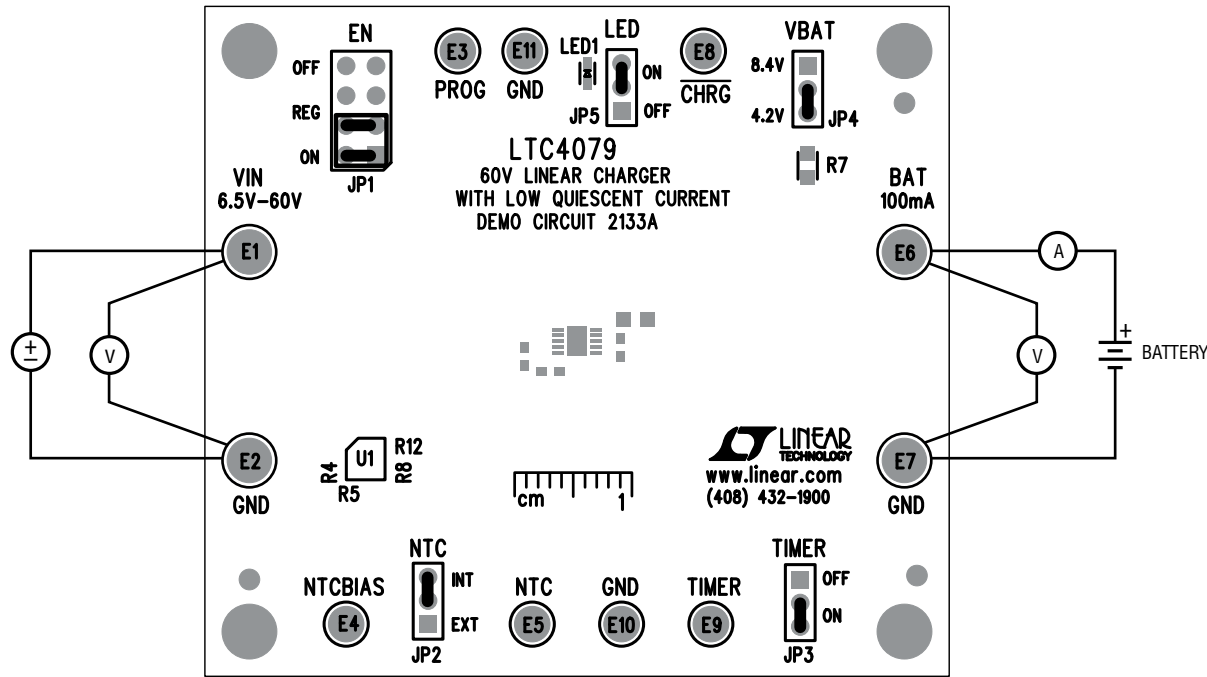 EN
OFF
REG
ON
JP1
E3
PROG
E11
GND
LED1
LED
ON
OFF
JP5
E8
CHRG
VBAT
8.4V
4.2V
JP4
R7
LTC4079
60V LINEAR CHARGER
WITH LOW QUIESCENT CURRENT
DEMO CIRCUIT 2133A
VIN
6.5V-60V
E1
BAT
100mA
E6
A
±
V
V
+
BATTERY
E2
GND
R4
U1
R12
R8
R5
cm 1
LINEAR
TECHNOLOGY
www.linear.com
(408) 432-1900
E7
GND
NTCBIAS
E4
NTC
INT
EXT
JP2
NTC
E5
GND
E10
TIMER
E9
TIMER
OFF
ON
JP3